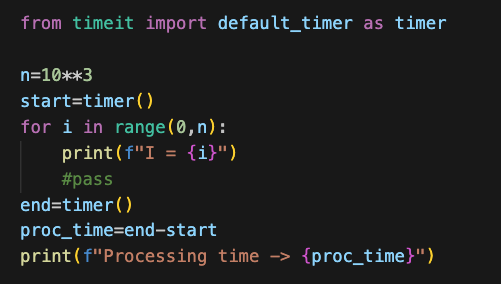 from timeit import default_timer as timer

n=10**3
start=timer()
for i in range(0,n):
    print(f"I = {i}")
    #pass
end=timer()
proc_time=end-start
print(f"Processing time -> {proc_time}")